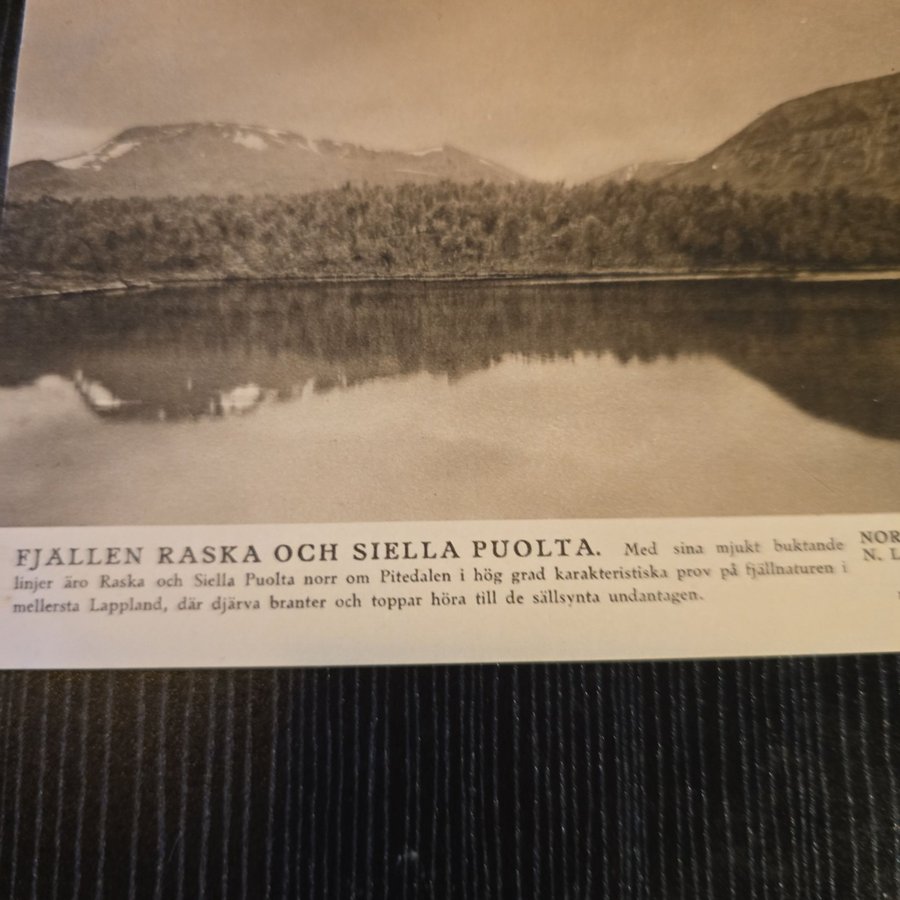 FJÄLLEN RASKA OCH SIELLA PUOLTA. Med sina mjukt buktande
linjer äro Raska och Siella Puolta norr om Pitedalen i hög grad karakteristiska prov på fjällnaturen i
mellersta Lappland, där djärva branter och toppar höra till de sällsynta undantagen.
NOR
N. L